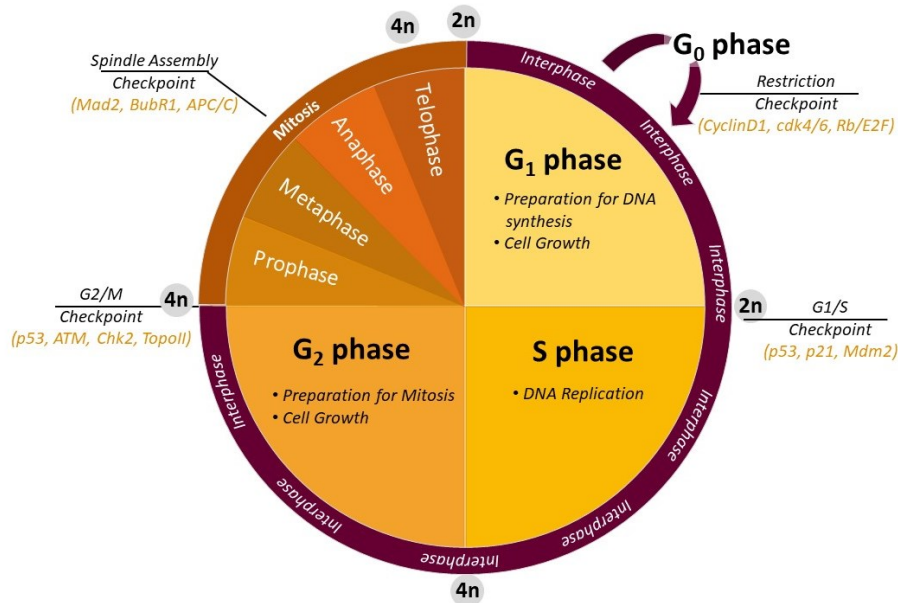 4n
2n
G₀ phase
Spindle Assembly
Checkpoint
(Mad2, BubR1, APC/C)
Restriction
Checkpoint
(CyclinD1, cdk4/6, Rb/E2F)
Mitosis
Interphase
Interphase
Interphase
Interphase
Interphase
Interphase
Interphase
Interphase
Interphase
Telophase
Anaphase
Metaphase
Prophase
G₁ phase
• Preparation for DNA
synthesis
• Cell Growth
G2/M
Checkpoint
(p53, ATM, Chk2, TopoII)
4n
2n
G1/S
Checkpoint
(p53, p21, Mdm2)
G₂ phase
• Preparation for Mitosis
• Cell Growth
S phase
• DNA Replication
4n